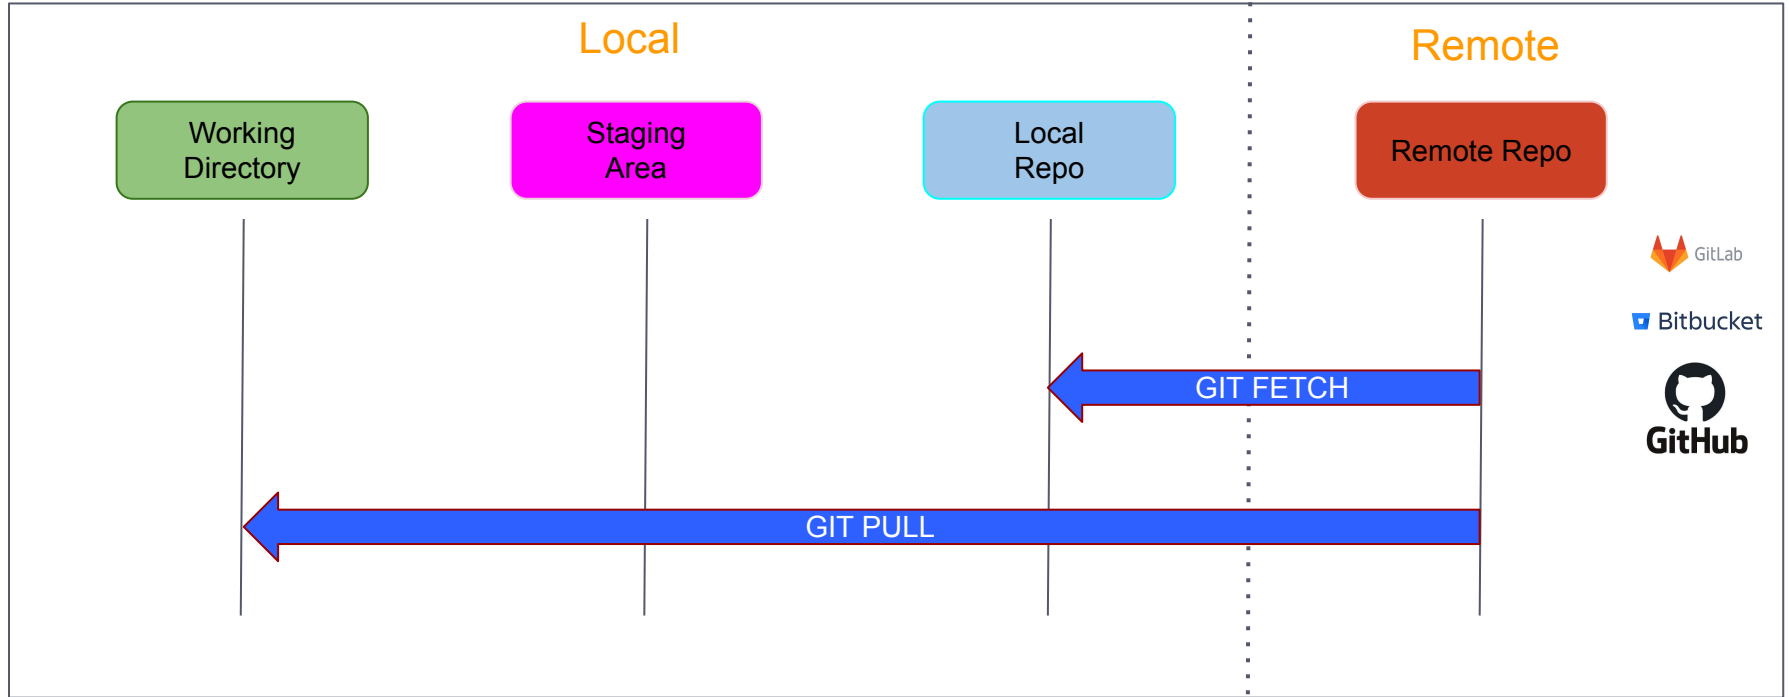 Local
Remote
Working
Directory
Staging
Area
Local
Repo
Remote Repo
GitLab
Bitbucket
GIT FETCH
GitHub
GIT PULL